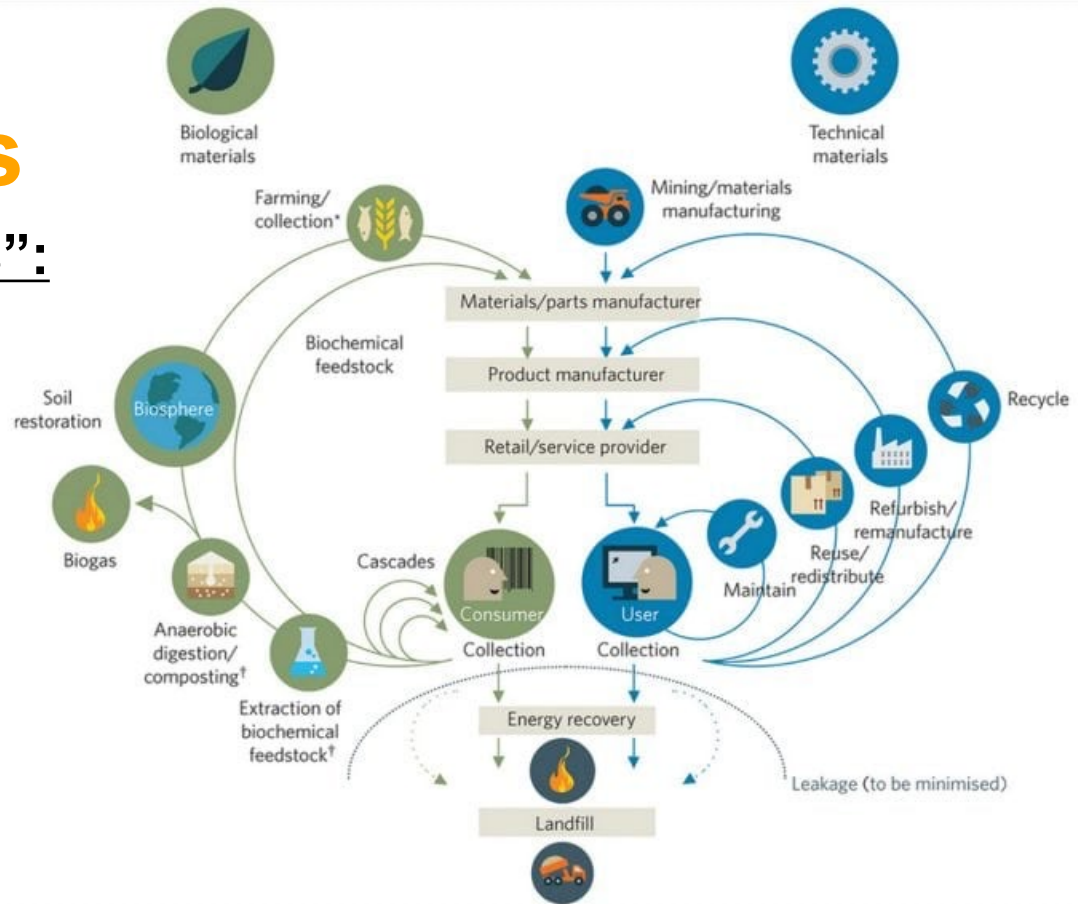 Biological
materials
Technical
materials
s
”:
Farming/
collection*
Mining/materials
manufacturing
Materials/parts manufacturer
Biochemical
feedstock
Product manufacturer
Soil
restoration
Biosphere
Recycle
Retail/service provider
Refurbish/
remanufacture
Biogas
Reuse/
redistribute
Cascades
Maintain
Consumer
User
Anaerobic
digestion/
composting†
Collection
Collection
Extraction of
biochemical
feedstock†
Energy recovery
Leakage (to be minimised)
Landfill